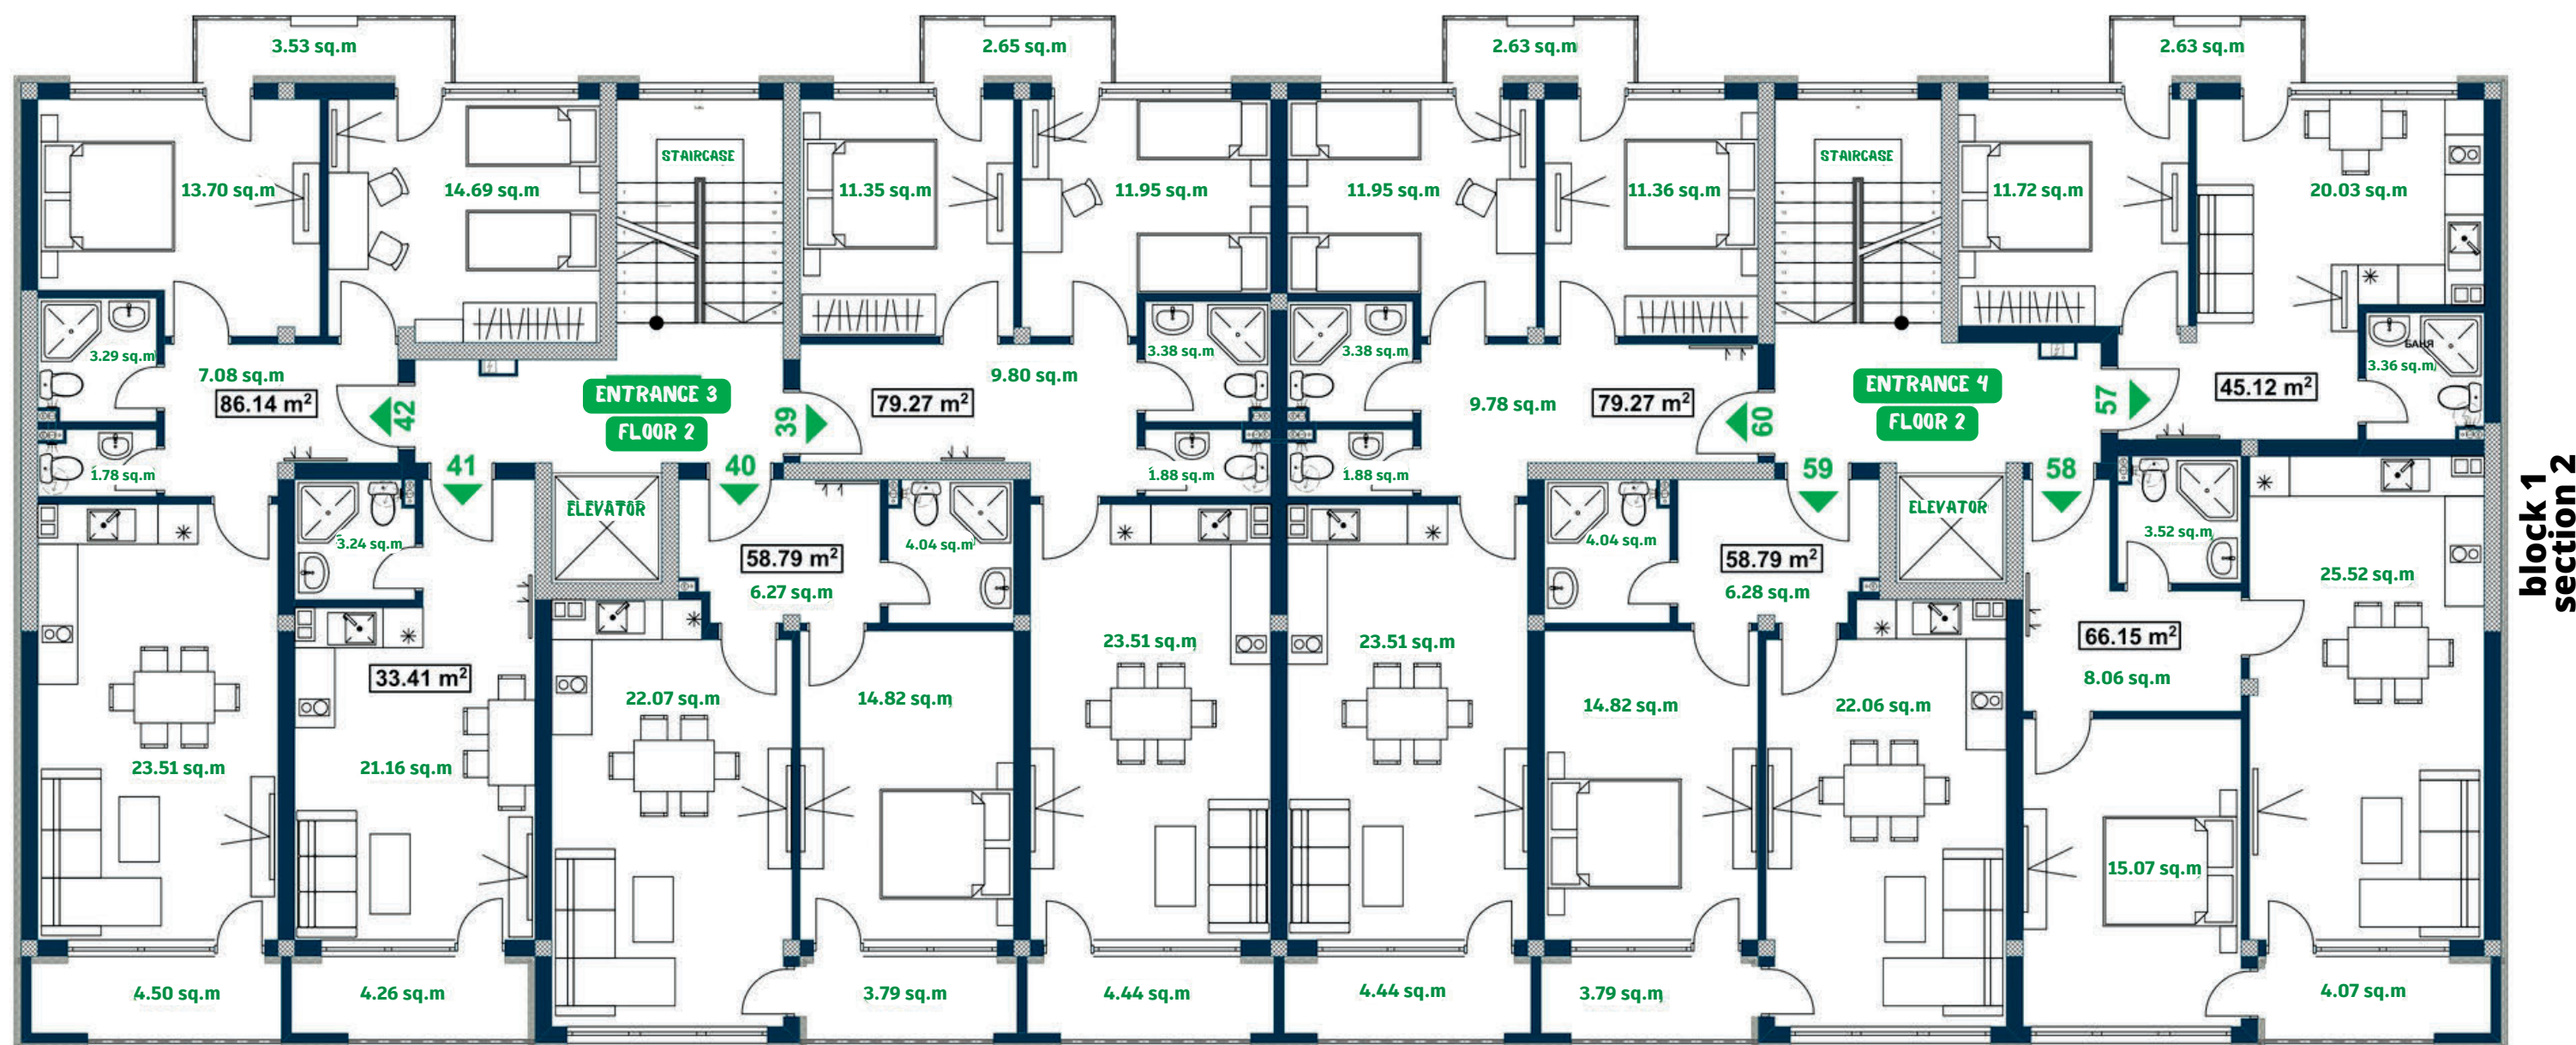 3.53 sq.m
2.65 sq.m
2.63 sq.m
2.63 sq.m
STAIRCASE
STAIRCASE
13.70 sq.m
14.69 sq.m
11.35 sq.m
11.95 sq.m
11.95 sq.m
11.36 sq.m
11.72 sq.m
20.03 sq.m
3.29 sq.m
3.38 sq.m
3.38 sq.m
БАНЯ
3.36 sq.m
7.08 sq.m
9.80 sq.m
86.14 m²
42
ENTRANCE 3
FLOOR 2
39
79.27 m²
9.78 sq.m
79.27 m²
60
ENTRANCE 4
FLOOR 2
57
45.12 m²
1.78 sq.m
41
40
1.88 sq.m
1.88 sq.m
59
58
ELEVATOR
ELEVATOR
3.24 sq.m
58.79 m²
4.04 sq.m
4.04 sq.m
58.79 m²
3.52 sq.m
6.27 sq.m
6.28 sq.m
25.52 sq.m
block 1
section 2
33.41 m²
23.51 sq.m
23.51 sq.m
66.15 m²
22.07 sq.m
14.82 sq.m
14.82 sq.m
22.06 sq.m
8.06 sq.m
23.51 sq.m
21.16 sq.m
15.07 sq.m
4.50 sq.m
4.26 sq.m
3.79 sq.m
4.44 sq.m
4.44 sq.m
3.79 sq.m
4.07 sq.m